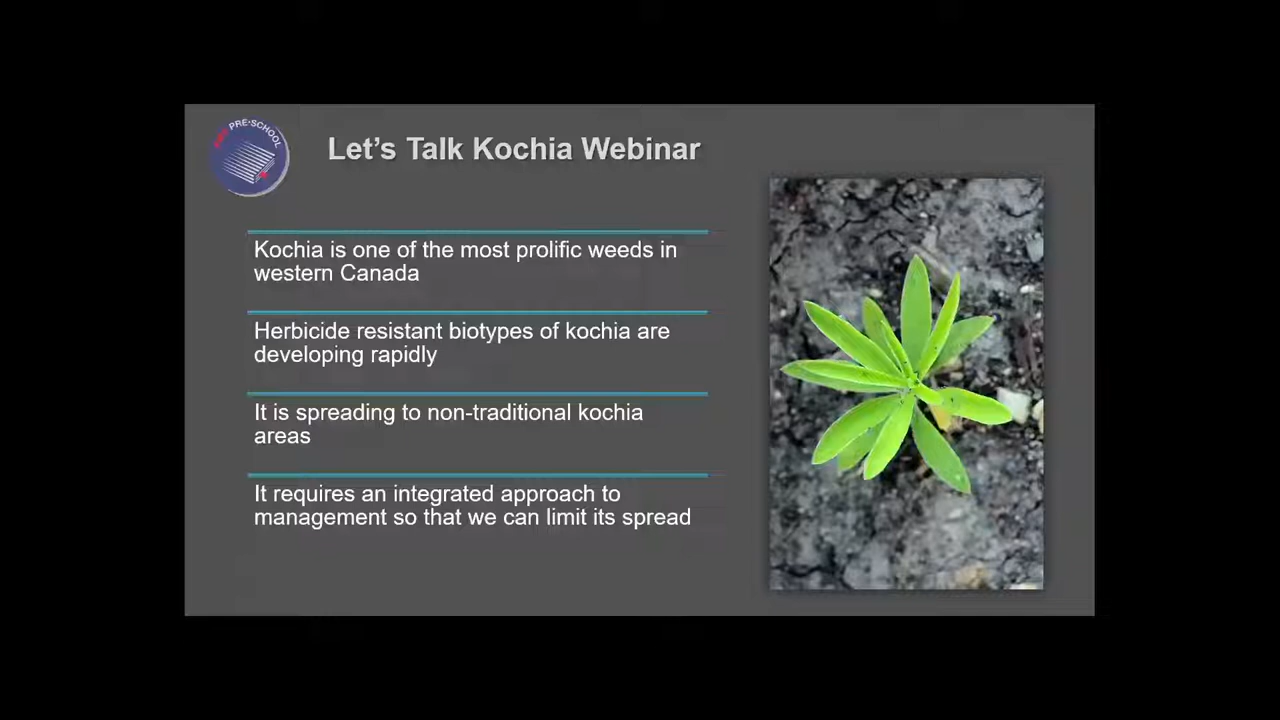 PRE-SCHOOL
Let's Talk Kochia Webinar
Kochia is one of the most prolific weeds in
western Canada
Herbicide resistant biotypes of kochia are
developing rapidly
It is spreading to non-traditional kochia
areas
It requires an integrated approach to
management so that we can limit its spread